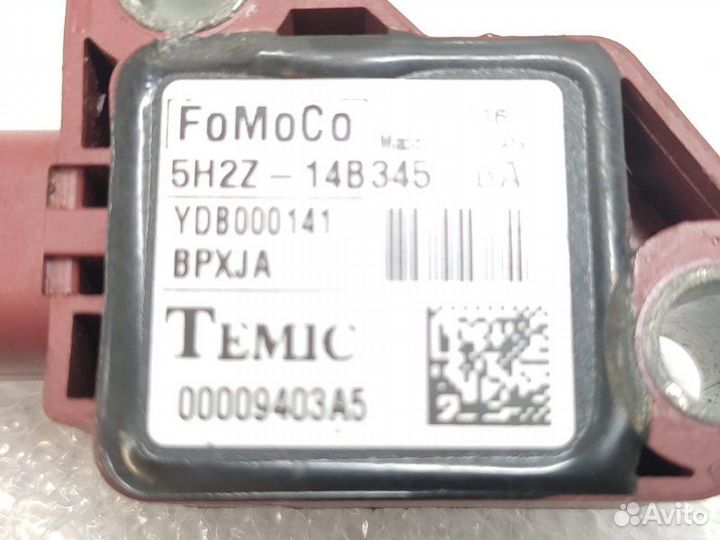 FoMoCo
5H2Z-14B345
YDB000141
BPXJA
TEMIC
00009403A5
Avito